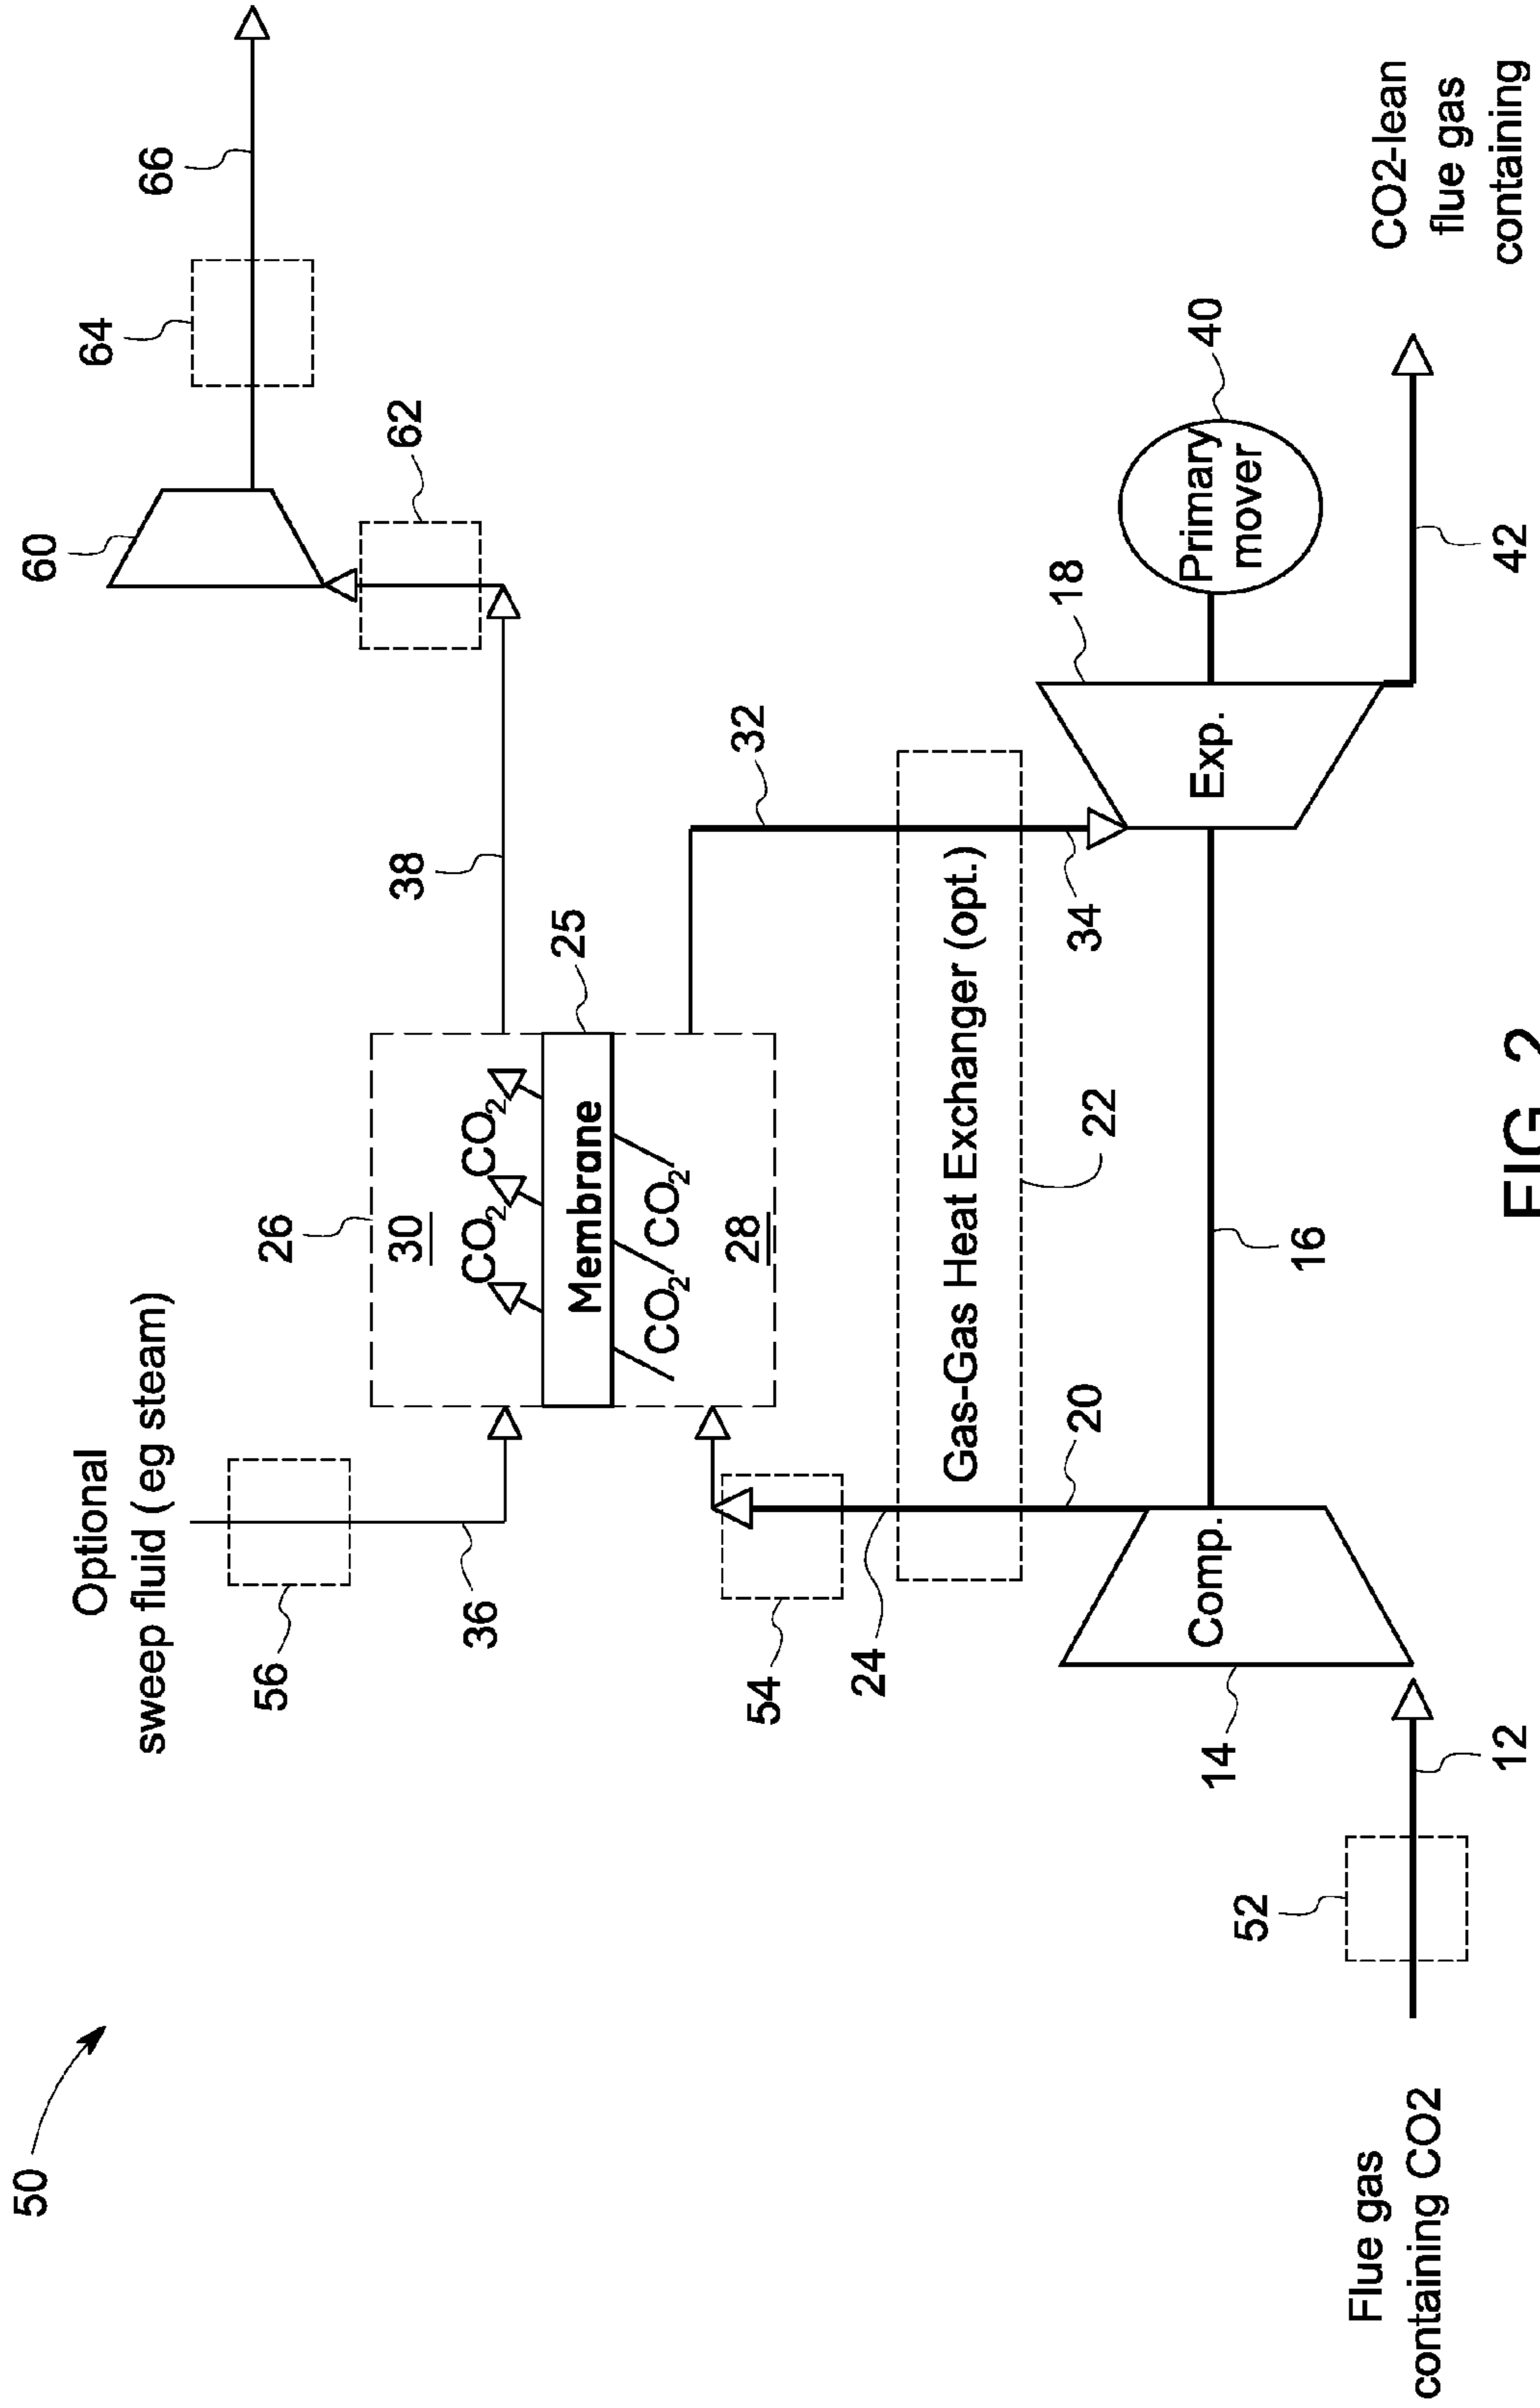 50
Optional
sweep fluid ( eg steam)
56
36
26
30
CO2 CO2
Membrane
CO2 CO2
28
25
38
60
62
64
66
32
54
24
20
Gas-Gas Heat Exchanger (opt.)
22
34
18
Exp.
Primary
mover
40
Comp.
14
16
52
12
42
Flue gas
containing CO2
CO2-lean
flue gas
containing
FIG. 2